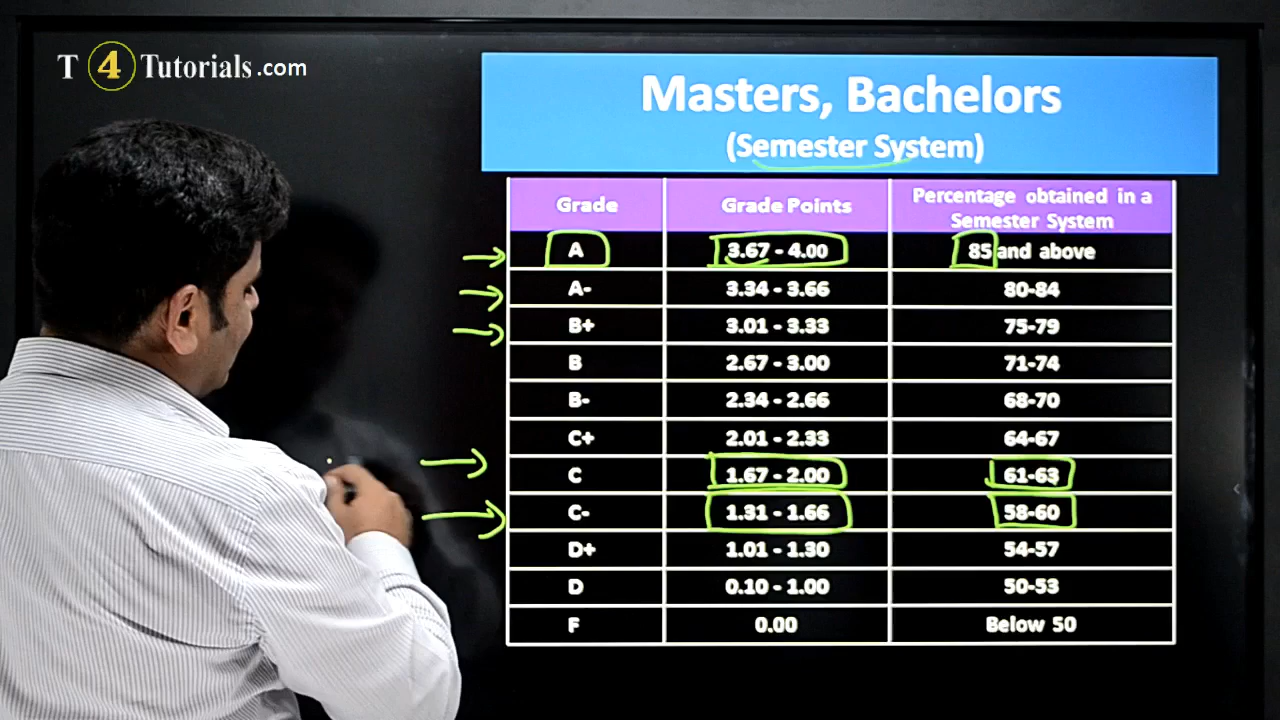 T 4 Tutorials .com
Masters, Bachelors
(Semester System)
Grade Grade Points Percentage obtained in a Semester System
A 3.67 - 4.00 85 and above
A- 3.34 - 3.66 80-84
B+ 3.01 - 3.33 75-79
B 2.67 - 3.00 71-74
B- 2.34 - 2.66 68-70
C+ 2.01 - 2.33 64-67
C 1.67 - 2.00 61-63
C- 1.31 - 1.66 58-60
D+ 1.01 - 1.30 54-57
D 0.10 - 1.00 50-53
F 0.00 Below 50